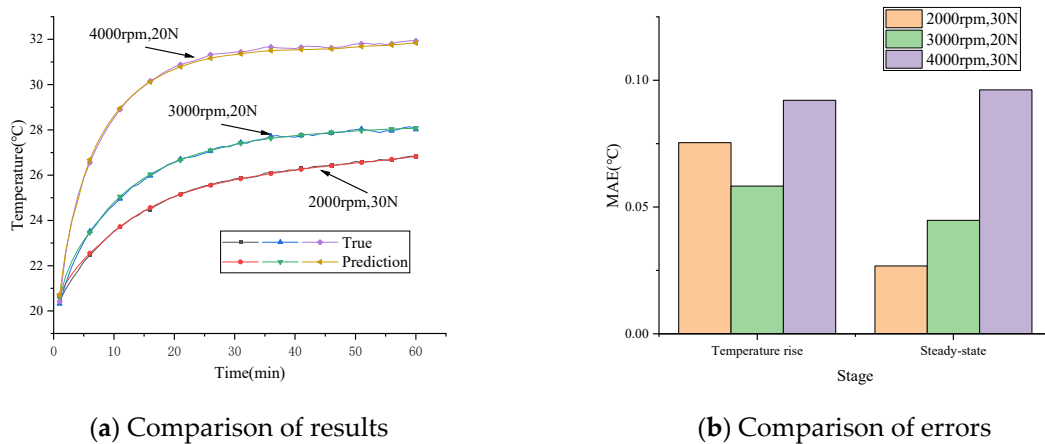 32
30
28
26
24
22
20
Temperature(°C)
4000rpm,20N
3000rpm,20N
2000rpm,30N
True
Prediction
0 10 20 30 40 50 60
Time(min)
(a) Comparison of results
2000rpm,30N
3000rpm,20N
4000rpm,30N
0.10
0.05
0.00
MAE(°C)
Temperature rise Steady-state
Stage
(b) Comparison of errors